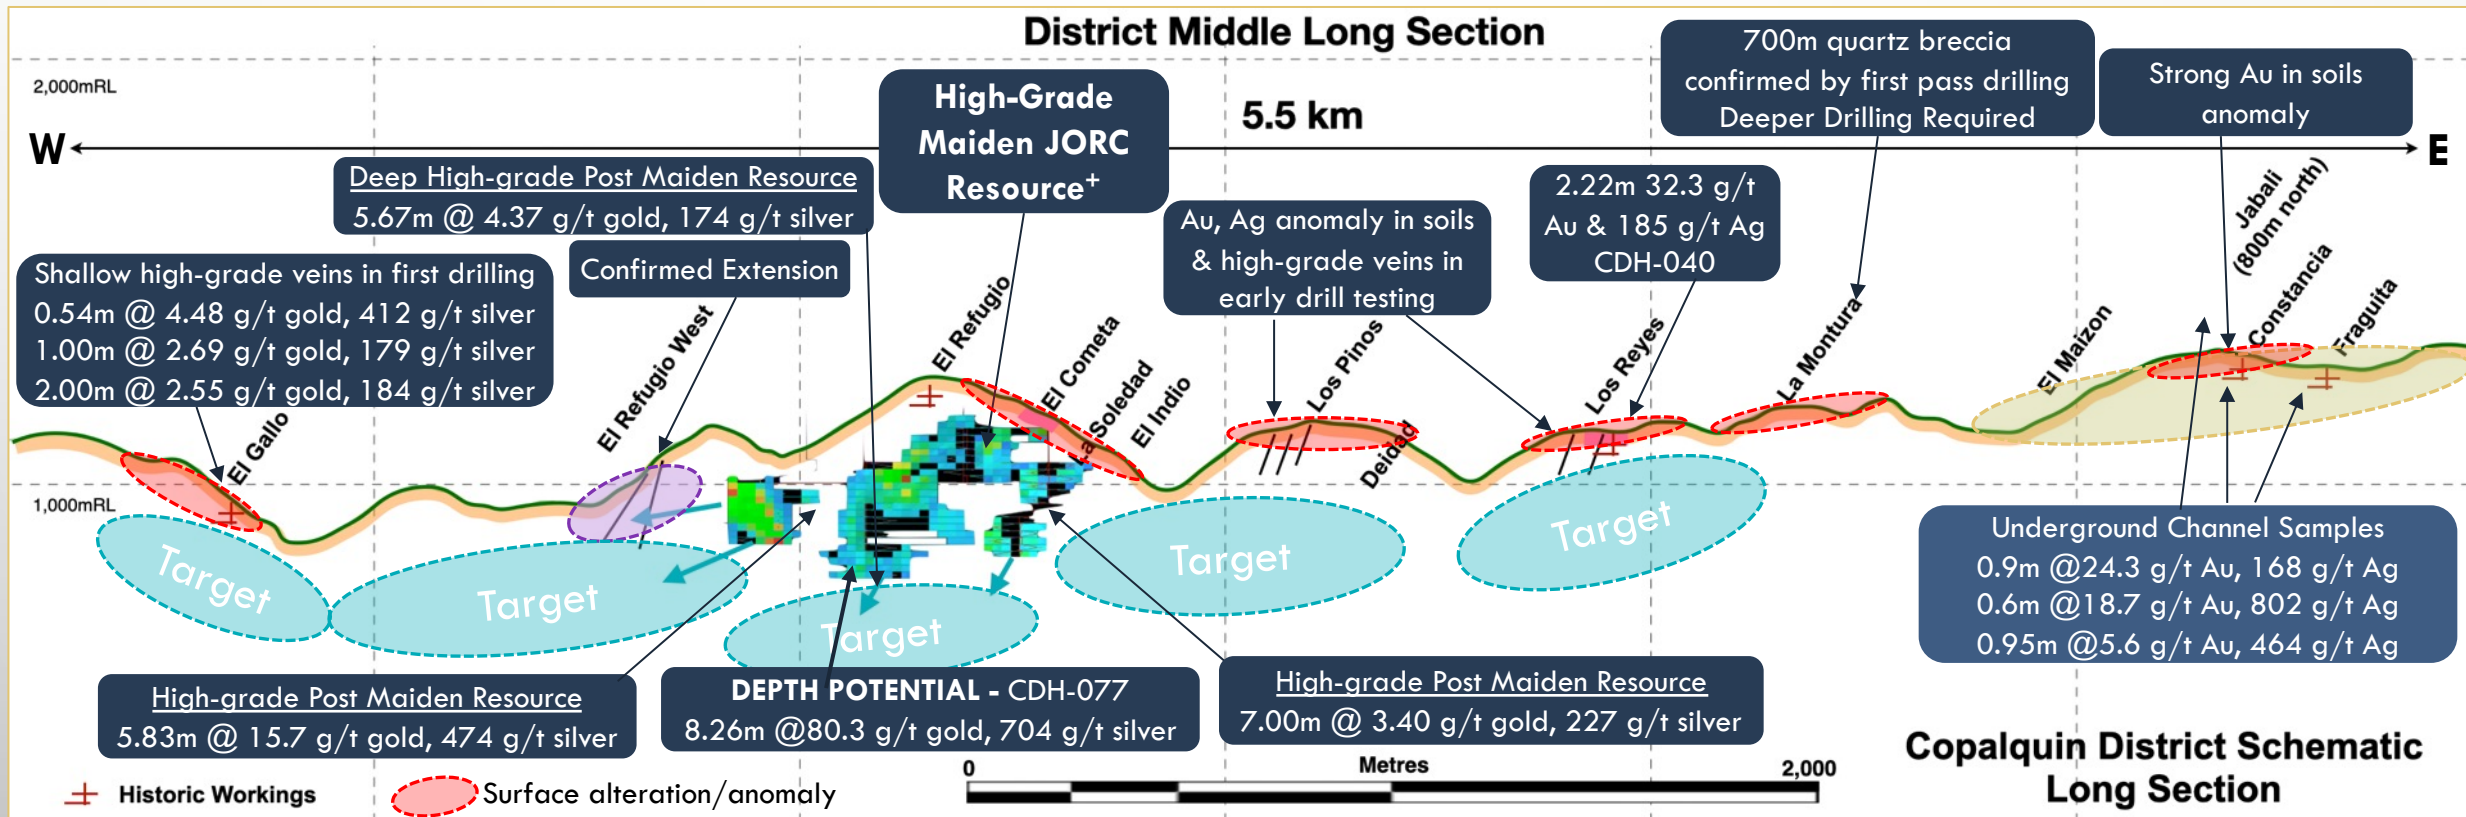 District Middle Long Section
2,000mRL
W
5.5 km
E
High-Grade
Maiden JORC
Resource+
700m quartz breccia
confirmed by first pass drilling
Deeper Drilling Required
Strong Au in soils
anomaly
Deep High-grade Post Maiden Resource
5.67m @ 4.37 g/t gold, 174 g/t silver
Confirmed Extension
Shallow high-grade veins in first drilling
0.54m @ 4.48 g/t gold, 412 g/t silver
1.00m @ 2.69 g/t gold, 179 g/t silver
2.00m @ 2.55 g/t gold, 184 g/t silver
Au, Ag anomaly in soils
& high-grade veins in
early drill testing
2.22m 32.3 g/t
Au & 185 g/t Ag
CDH-040
El Gallo
El Refugio West
El Refugio
El Cometa
La Soledad
El Indio
Los Pinos
Deidad
Los Reyes
La Montura
El Maizon
Jabali
(800m north)
Constancia
Fraguita
1,000mRL
Target
Target
Target
Target
Target
Underground Channel Samples
0.9m @24.3 g/t Au, 168 g/t Ag
0.6m @18.7 g/t Au, 802 g/t Ag
0.95m @5.6 g/t Au, 464 g/t Ag
High-grade Post Maiden Resource
5.83m @ 15.7 g/t gold, 474 g/t silver
DEPTH POTENTIAL - CDH-077
8.26m @80.3 g/t gold, 704 g/t silver
High-grade Post Maiden Resource
7.00m @ 3.40 g/t gold, 227 g/t silver
Historic Workings
Surface alteration/anomaly
0
Metres
2,000
Copalquin District Schematic
Long Section